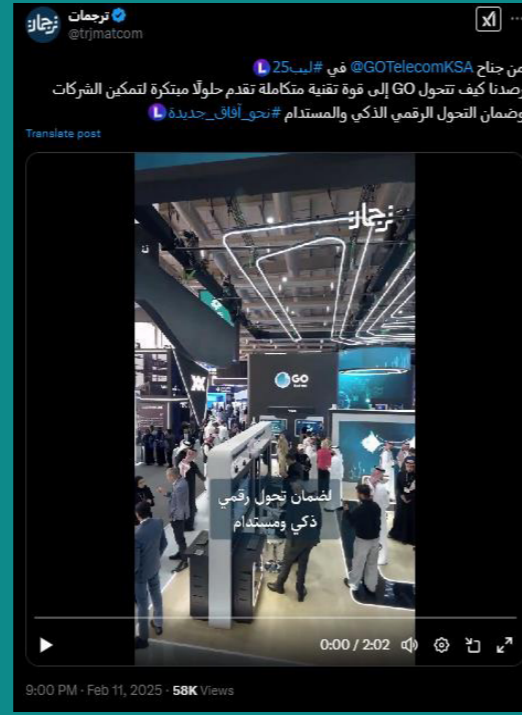 ترجمات
@trjmatcom
من جناح @GOTelecomKSA في #ليب25
رصدنا كيف تتحول GO إلى قوة تقنية متكاملة تقدم حلولًا مبتكرة لتمكين الشركات
وضمان التحول الرقمي الذكي والمستدام #نحو_آفاق_جديدة
Translate post
ترجمات
GO
لضمان تحول رقمي
ذكي ومستدام
0:00 / 2:02
9:00 PM · Feb 11, 2025 · 58K Views